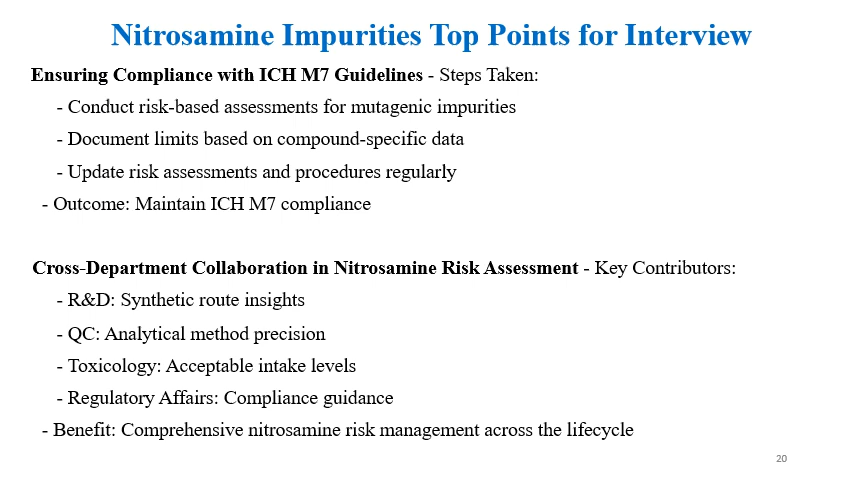 Nitrosamine Impurities Top Points for Interview
Ensuring Compliance with ICH M7 Guidelines - Steps Taken:
- Conduct risk-based assessments for mutagenic impurities
- Document limits based on compound-specific data
- Update risk assessments and procedures regularly
- Outcome: Maintain ICH M7 compliance
Cross-Department Collaboration in Nitrosamine Risk Assessment - Key Contributors:
- R&D: Synthetic route insights
- QC: Analytical method precision
- Toxicology: Acceptable intake levels
- Regulatory Affairs: Compliance guidance
- Benefit: Comprehensive nitrosamine risk management across the lifecycle
20